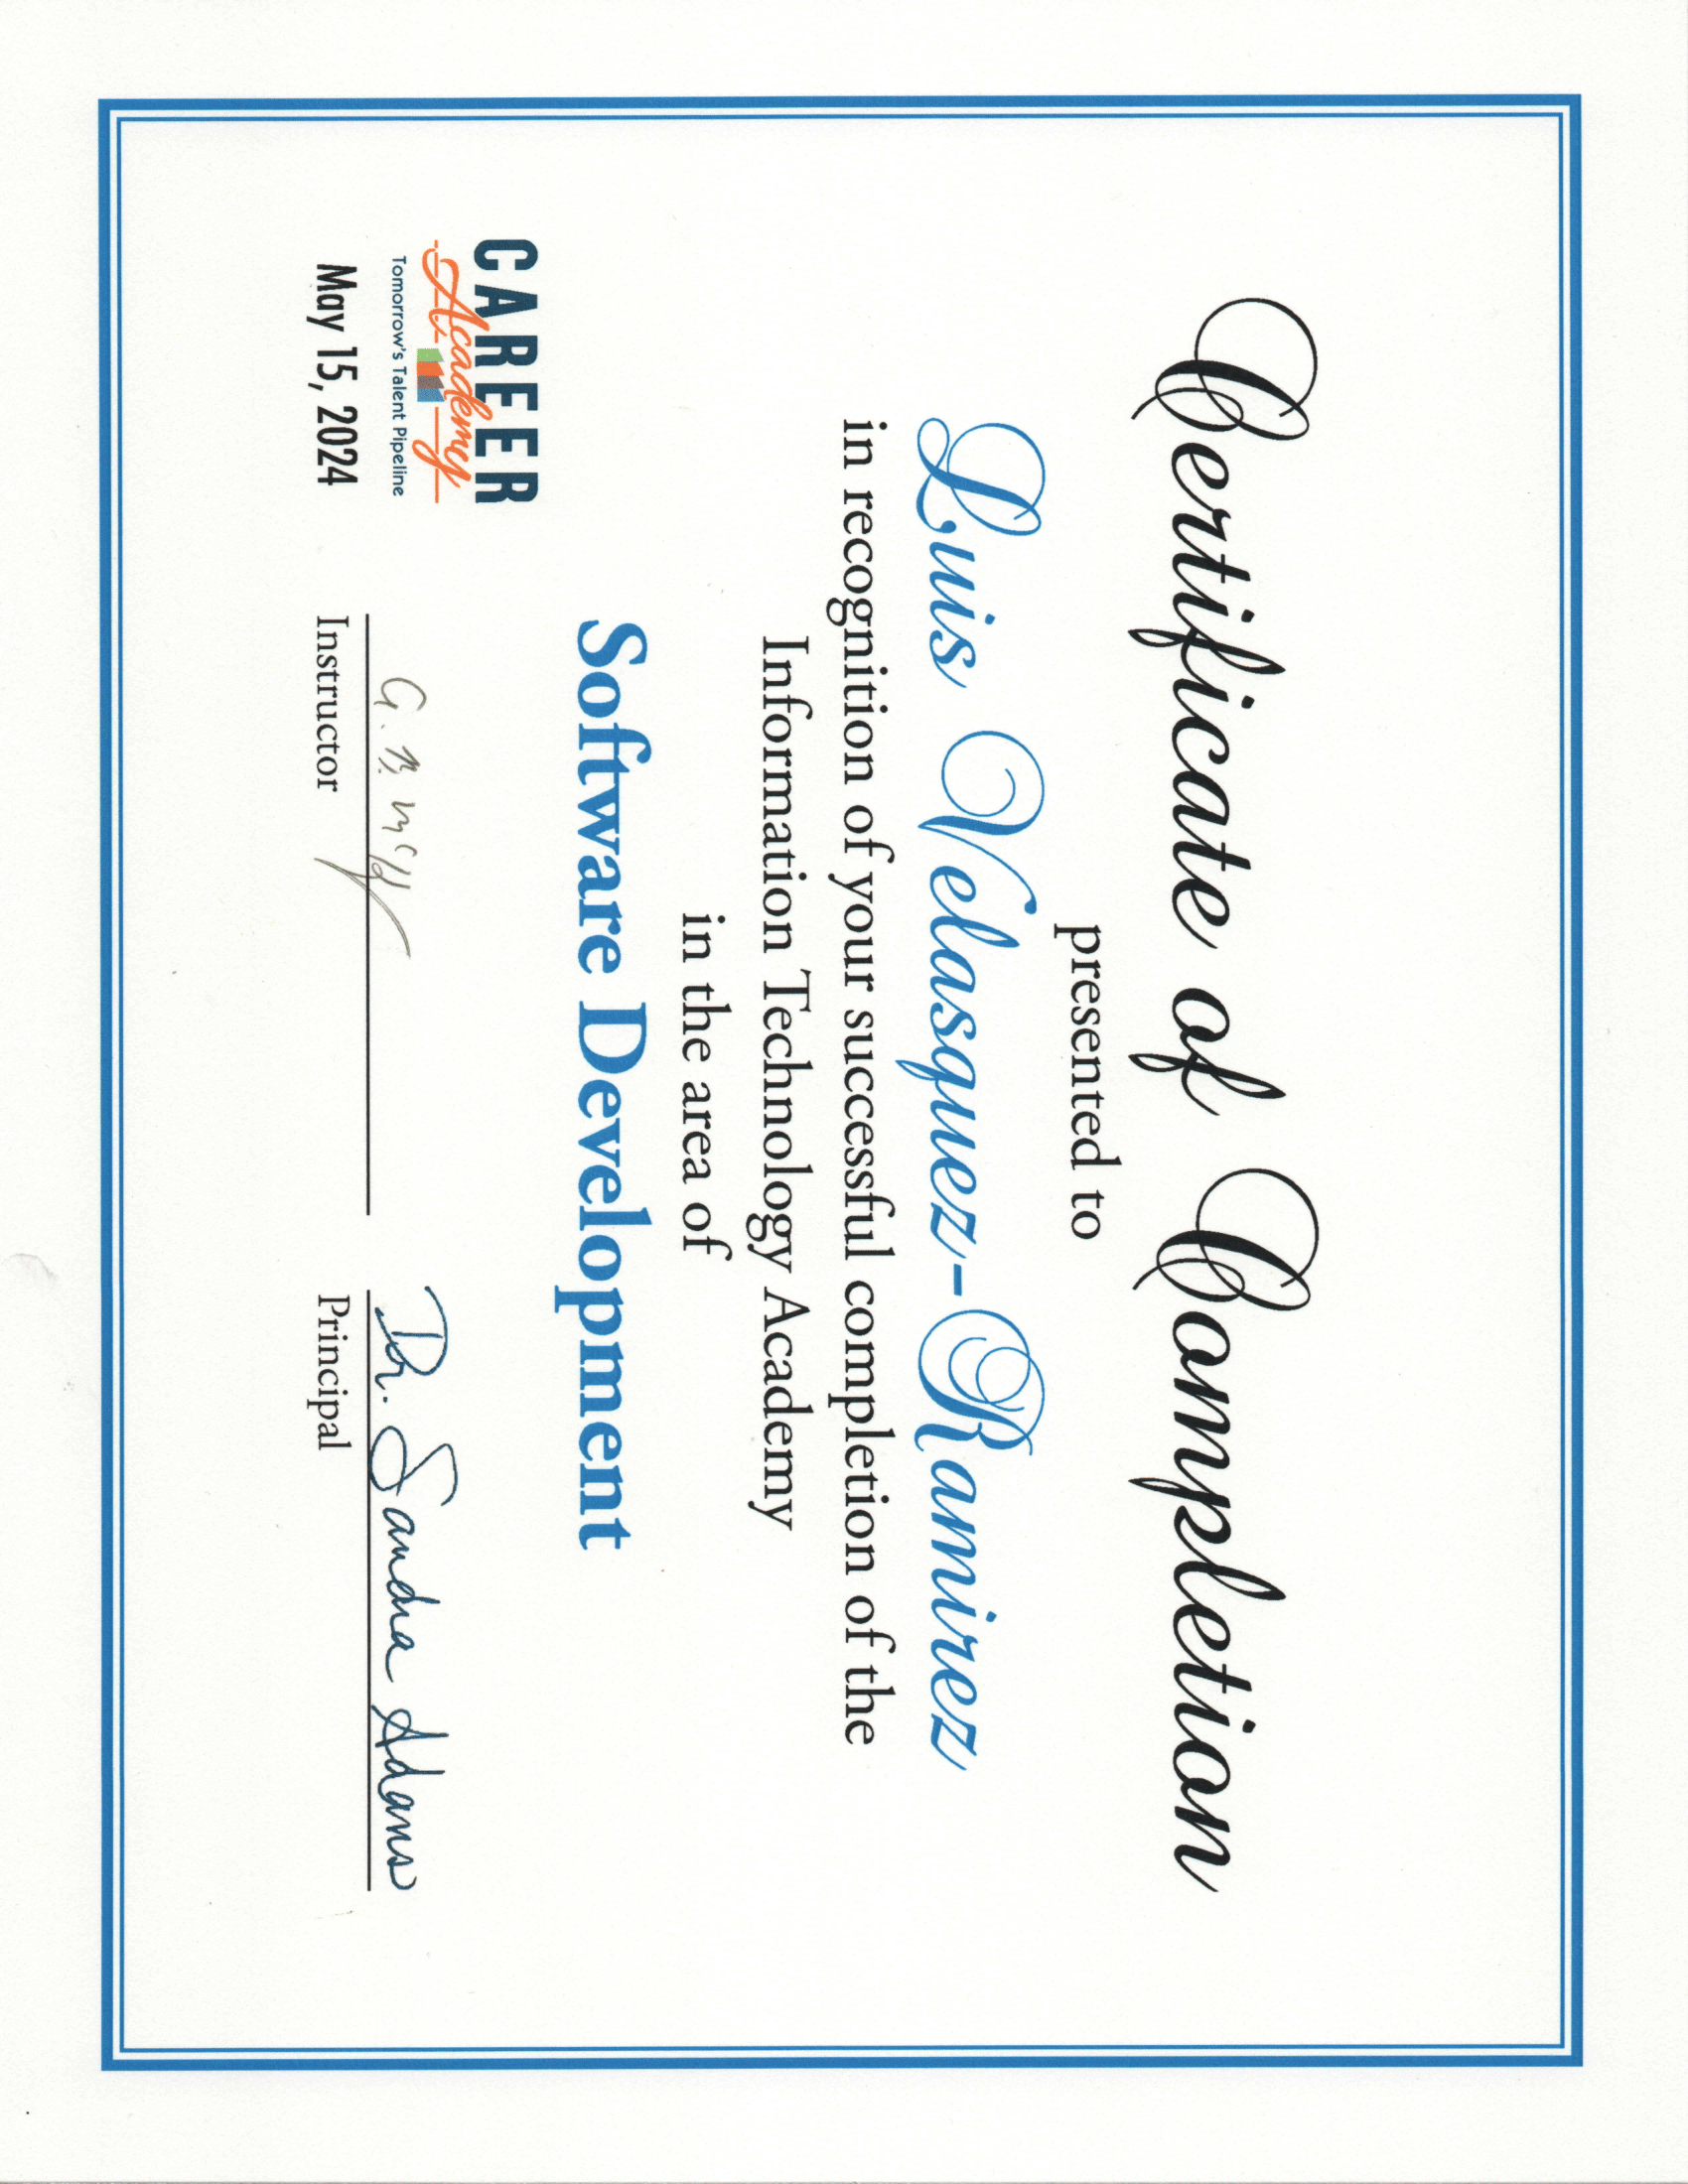 Certificate of Completion
presented to
Luis Velasquez-Ramirez
in recognition of your successful completion of the
Information Technology Academy
in the area of
Software Development
CAREER
Academy
Tomorrow's Talent Pipeline
May 15, 2024
G. B.
Instructor
Dr. Sandra Adams
Principal